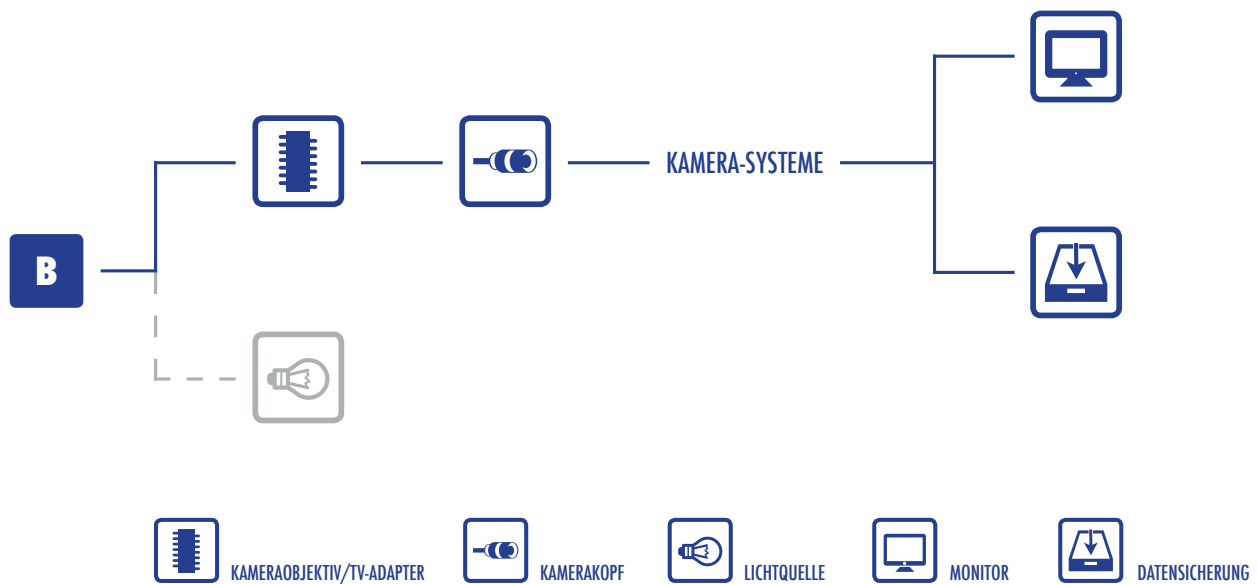 KAMERA-SYSTEME
B
KAMERAOBJEKTIV/TV-ADAPTER
KAMERAKOPF
LICHTQUELLE
MONITOR
DATENSICHERUNG